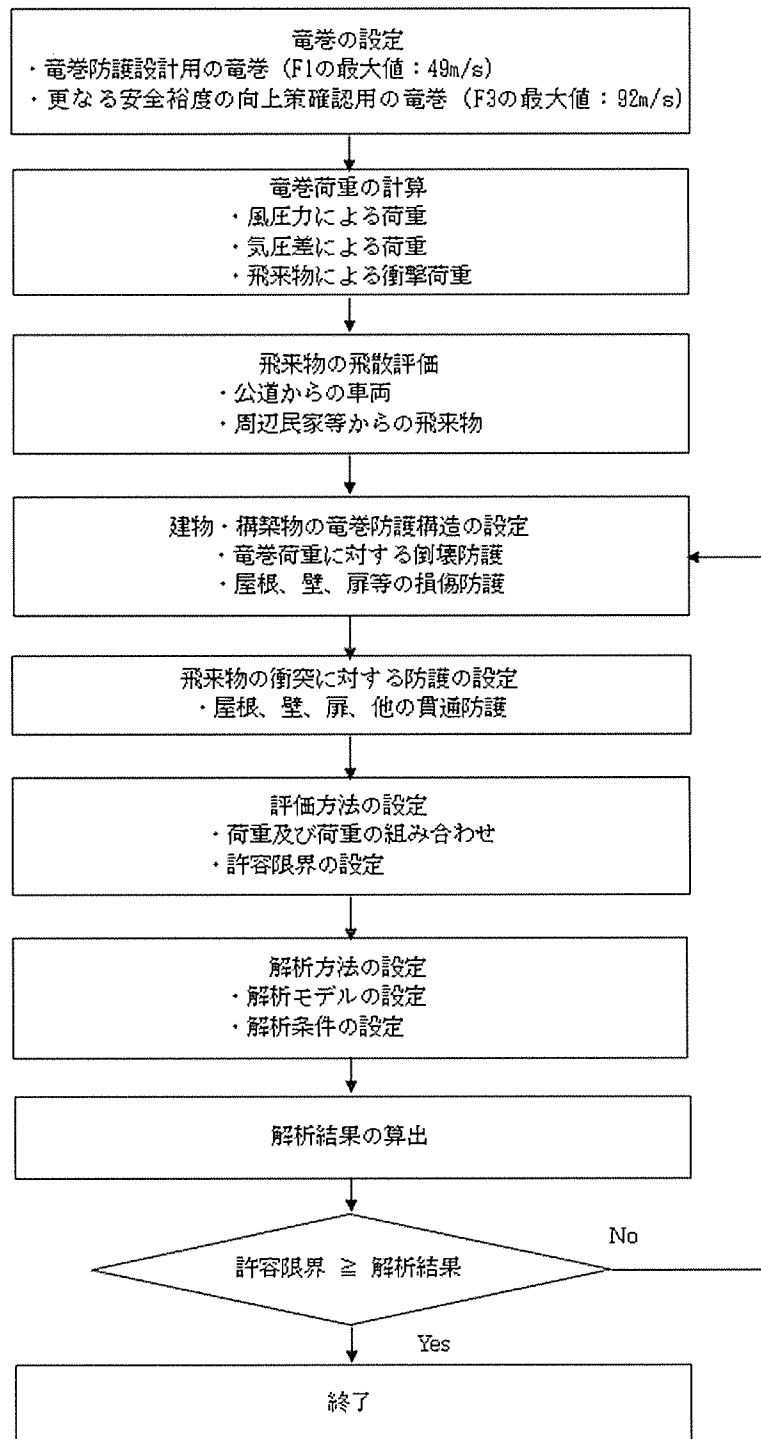 竜巻の設定
・竜巻防護設計用の竜巻（F1の最大値：49m/s）
・更なる安全裕度の向上策確認用の竜巻（F3の最大値：92m/s）
竜巻荷重の計算
・風圧力による荷重
・気圧差による荷重
・飛来物による衝撃荷重
飛来物の飛散評価
・公道からの車両
・周辺民家等からの飛来物
建物・構築物の竜巻防護構造の設定
・竜巻荷重に対する倒壊防護
・屋根、壁、扉等の損傷防護
飛来物の衝突に対する防護の設定
・屋根、壁、扉、他の貫通防護
評価方法の設定
・荷重及び荷重の組み合わせ
・許容限界の設定
解析方法の設定
・解析モデルの設定
・解析条件の設定
解析結果の算出
許容限界 ≧ 解析結果
No
Yes
終了